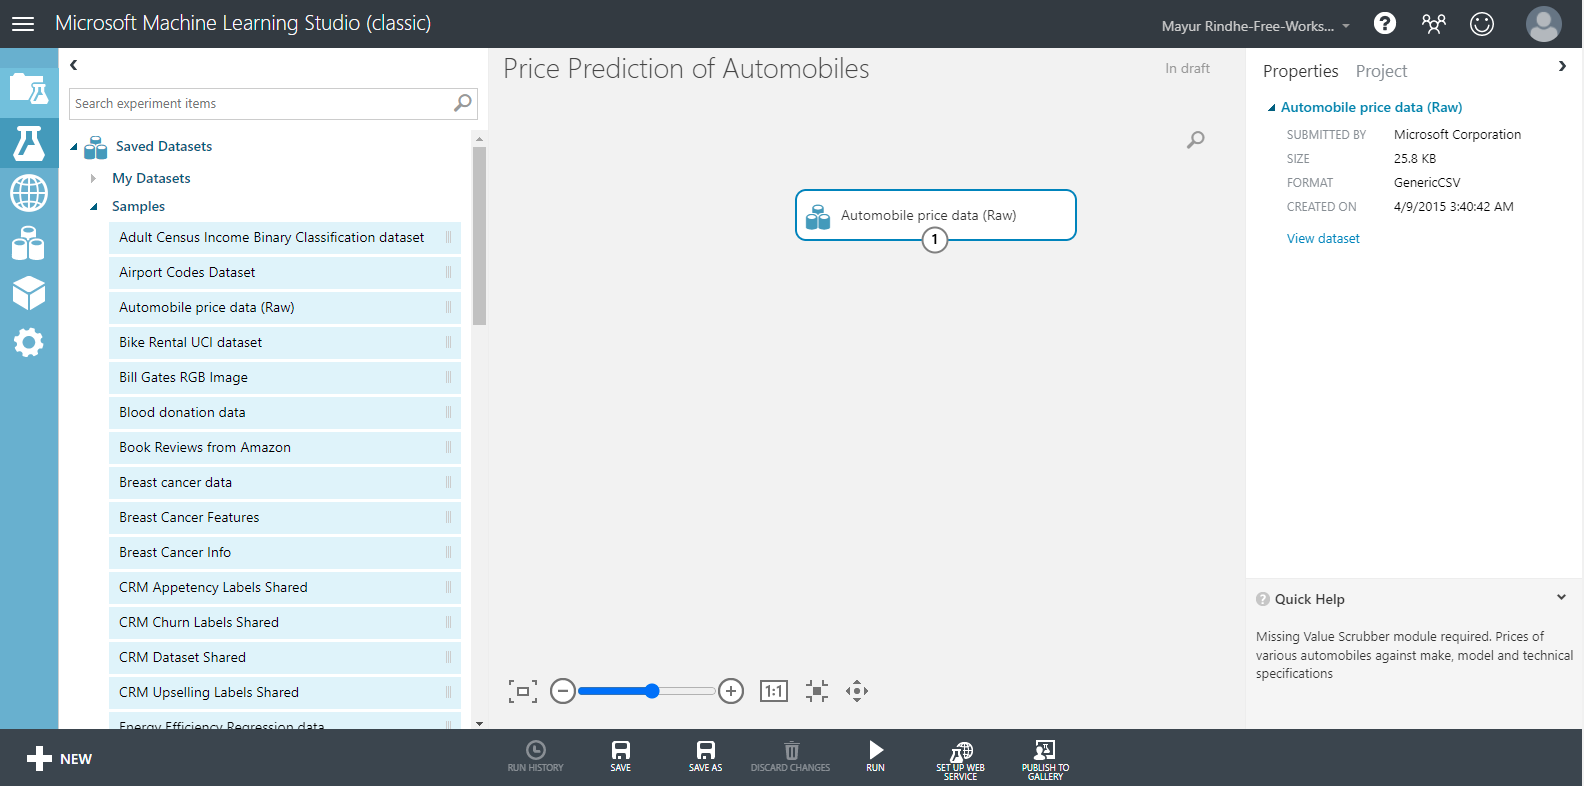 Microsoft Machine Learning Studio (classic)
Mayur Rindhe-Free-Works...
?
Search experiment items
Saved Datasets
My Datasets
Samples
Adult Census Income Binary Classification dataset
Airport Codes Dataset
Automobile price data (Raw)
Bike Rental UCI dataset
Bill Gates RGB Image
Blood donation data
Book Reviews from Amazon
Breast cancer data
Breast Cancer Features
Breast Cancer Info
CRM Appetency Labels Shared
CRM Churn Labels Shared
CRM Dataset Shared
CRM Upselling Labels Shared
Energy Efficiency Regression data
Price Prediction of Automobiles
In draft
Automobile price data (Raw)
1
1:1
Properties Project
Automobile price data (Raw)
SUBMITTED BY Microsoft Corporation
SIZE 25.8 KB
FORMAT GenericCSV
CREATED ON 4/9/2015 3:40:42 AM
View dataset
? Quick Help
Missing Value Scrubber module required. Prices of
various automobiles against make, model and technical
specifications
NEW
RUN HISTORY
SAVE
SAVE AS
DISCARD CHANGES
RUN
SET UP WEB
SERVICE
PUBLISH TO
GALLERY